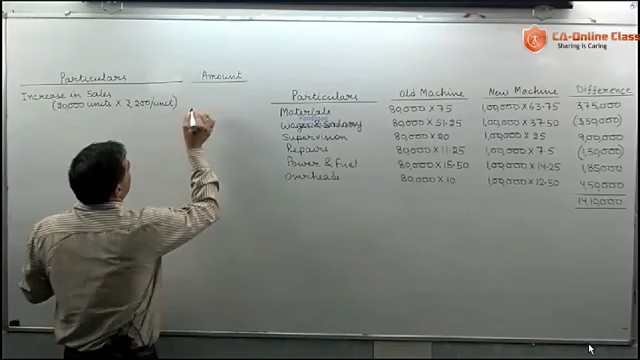 CA-Online Class
Sharing is Caring
Particulars Amount
Increase in Sales
(20,000 units × ₹ 200/unit)
Particulars Old Machine New Machine Difference
Materials 80,000 × 75 1,00,000 × 63.75 3,75,000
Wages & Salary 80,000 × 51.25 1,00,000 × 37.50 (3,50,000)
Supervision 80,000 × 20 1,00,000 × 25 9,00,000
Repairs 80,000 × 11.25 1,00,000 × 7.5 (1,50,000)
Power & Fuel 80,000 × 15.50 1,00,000 × 14.25 1,85,000
Overheads 80,000 × 10 1,00,000 × 12.50 4,50,000
14,10,000